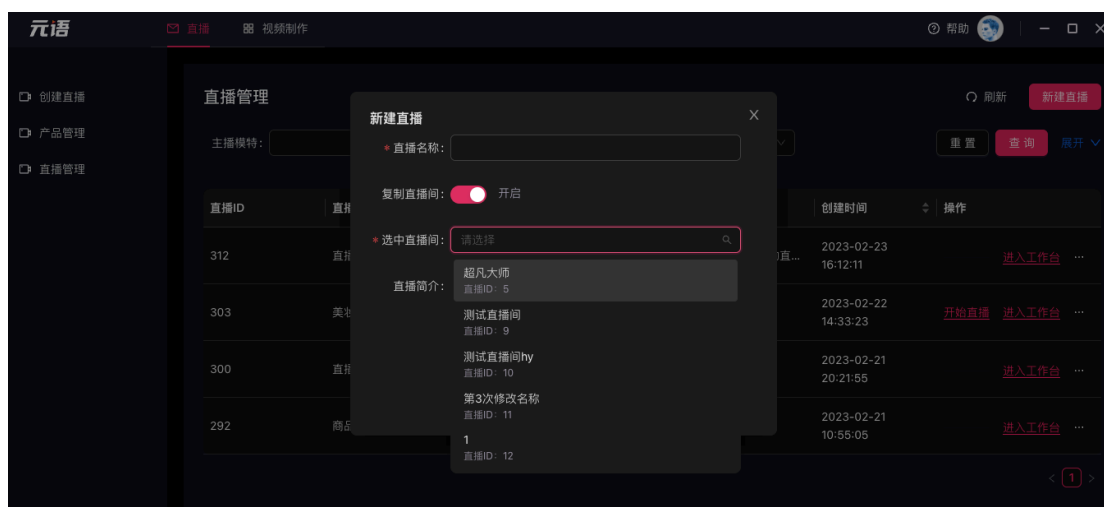 元语
直播
视频制作
帮助
创建直播
产品管理
直播管理
直播管理
刷新
新建直播
主播模特：
重置
查询
展开
新建直播
* 直播名称：
复制直播间：
开启
* 选中直播间：
请选择
直播简介：
超凡大师
直播ID：5
测试直播间
直播ID：9
测试直播间hy
直播ID：10
第3次修改名称
直播ID：11
1
直播ID：12
直播ID
创建时间
操作
312
2023-02-23
16:12:11
进入工作台 ...
303
2023-02-22
14:33:23
开始直播 进入工作台 ...
300
2023-02-21
20:21:55
进入工作台 ...
292
2023-02-21
10:55:05
进入工作台 ...
< 1 >